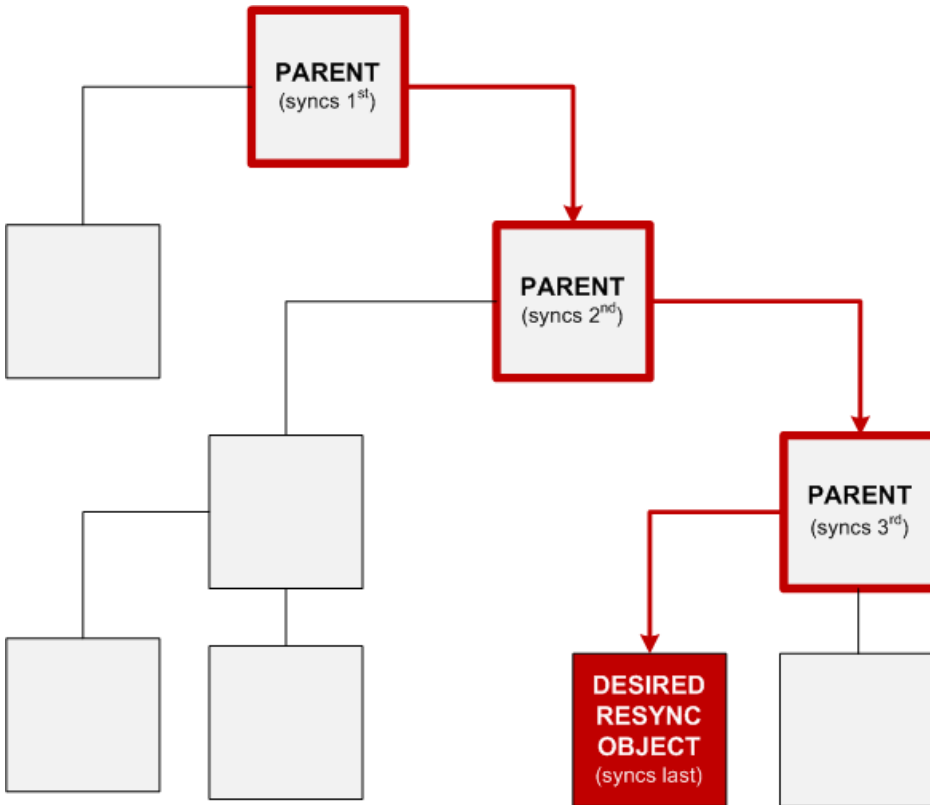 PARENT
(syncs 1st)
PARENT
(syncs 2nd)
PARENT
(syncs 3rd)
DESIRED
RESYNC
OBJECT
(syncs last)